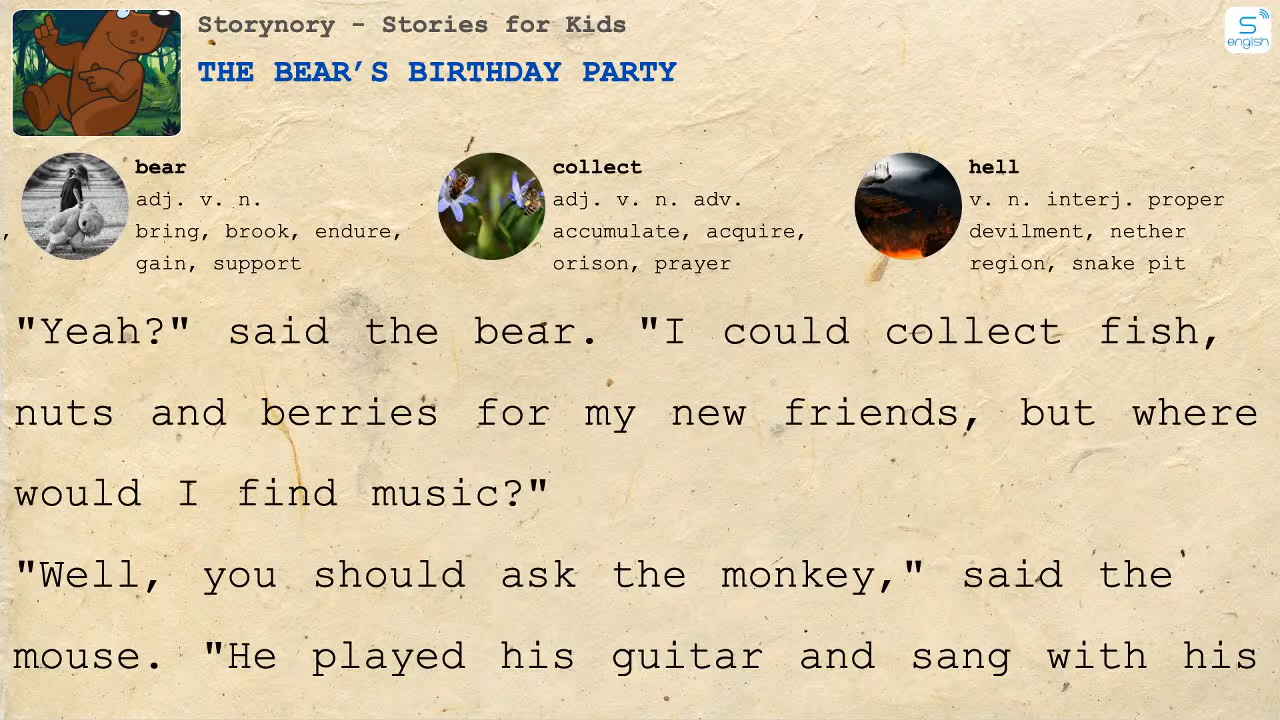 Storynory - Stories for Kids
THE BEAR’S BIRTHDAY PARTY
S
english
bear
adj. v. n.
bring, brook, endure,
gain, support
collect
adj. v. n. adv.
accumulate, acquire,
orison, prayer
hell
v. n. interj. proper
devilment, nether
region, snake pit
"Yeah?" said the bear. "I could collect fish,
nuts and berries for my new friends, but where
would I find music?"
"Well, you should ask the monkey," said the
mouse. "He played his guitar and sang with his